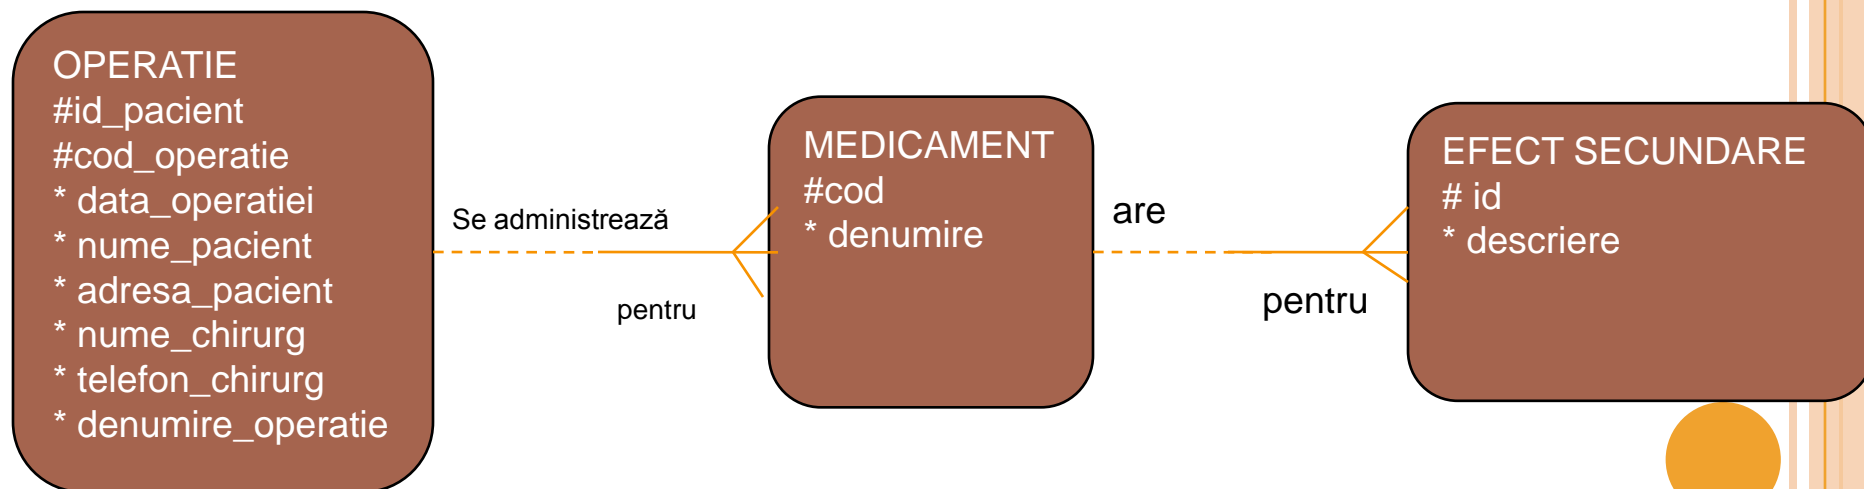 OPERATIE
#id_pacient
#cod_operatie
* data_operatiei
* nume_pacient
* adresa_pacient
* nume_chirurg
* telefon_chirurg
* denumire_operatie
Se administrează
pentru
MEDICAMENT
#cod
* denumire
are
pentru
EFECT SECUNDARE
# id
* descriere